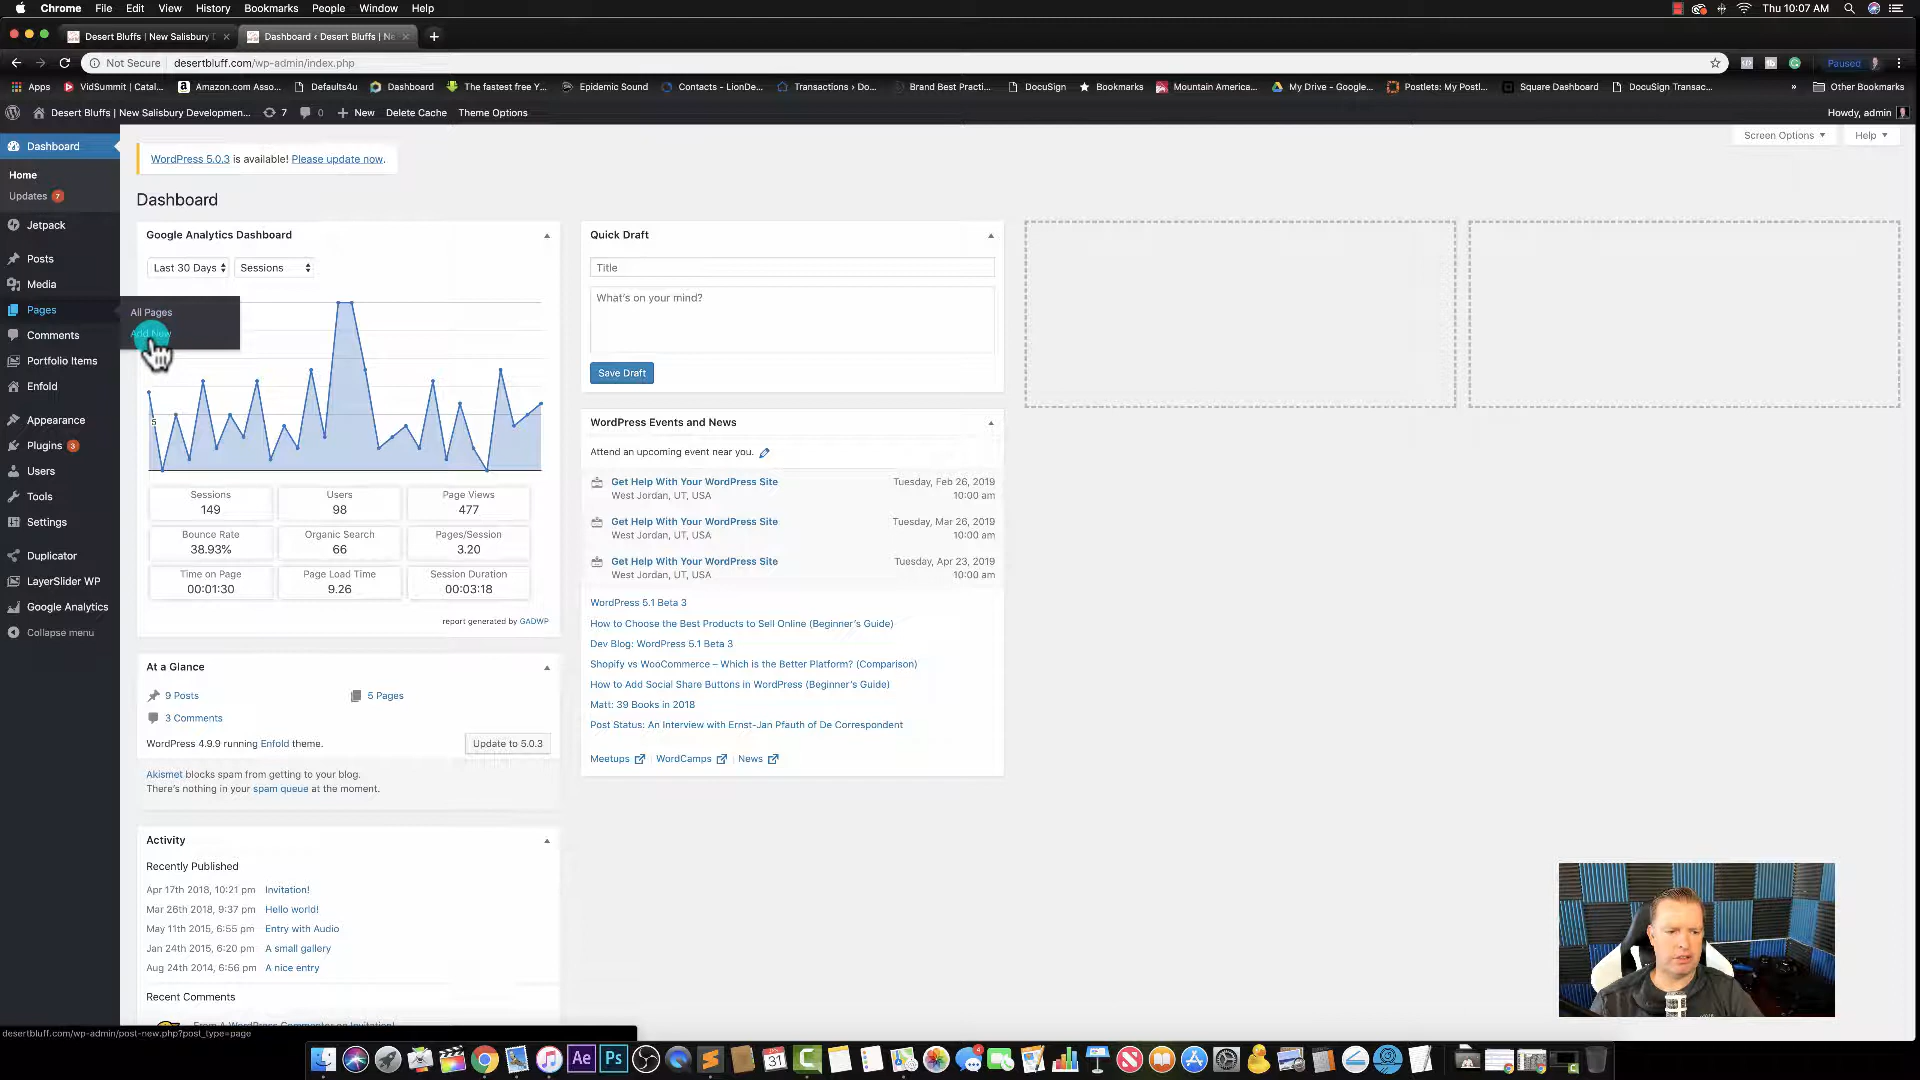 Chrome File Edit View History Bookmarks People Window Help Thu 10:07 AM
Desert Bluffs | New Salisbury D Dashboard ‹ Desert Bluffs | Ne
Not Secure desertbluff.com/wp-admin/index.php Paused
Apps VidSummit | Catal... Amazon.com Asso... Defaults4u Dashboard The fastest free Y... Epidemic Sound Contacts - LionDe... Transactions › Do... Brand Best Practi... DocuSign Bookmarks Mountain America... My Drive - Google... Postlets: My Postl... Square Dashboard DocuSign Transac... » Other Bookmarks
Desert Bluffs | New Salisbury Developmen... 7 0 New Delete Cache Theme Options Howdy, admin
Screen Options Help
Dashboard
Home
Updates 7
Jetpack
Posts
Media
Pages
All Pages
Add New
Comments
Portfolio Items
Enfold
Appearance
Plugins 3
Users
Tools
Settings
Duplicator
LayerSlider WP
Google Analytics
Collapse menu
WordPress 5.0.3 is available! Please update now.
Dashboard
Google Analytics Dashboard
Last 30 Days Sessions
5
Sessions Users Page Views
149 98 477
Bounce Rate Organic Search Pages/Session
38.93% 66 3.20
Time on Page Page Load Time Session Duration
00:01:30 9.26 00:03:18
report generated by GADWP
At a Glance
9 Posts 5 Pages
3 Comments
WordPress 4.9.9 running Enfold theme. Update to 5.0.3
Akismet blocks spam from getting to your blog.
There's nothing in your spam queue at the moment.
Activity
Recently Published
Apr 17th 2018, 10:21 pm Invitation!
Mar 26th 2018, 9:37 pm Hello world!
May 11th 2015, 6:55 pm Entry with Audio
Jan 24th 2015, 6:20 pm A small gallery
Aug 24th 2014, 6:56 pm A nice entry
Recent Comments
From A WordPress Commenter on Invitation!
Quick Draft
Title
What's on your mind?
Save Draft
WordPress Events and News
Attend an upcoming event near you.
Get Help With Your WordPress Site Tuesday, Feb 26, 2019
West Jordan, UT, USA 10:00 am
Get Help With Your WordPress Site Tuesday, Mar 26, 2019
West Jordan, UT, USA 10:00 am
Get Help With Your WordPress Site Tuesday, Apr 23, 2019
West Jordan, UT, USA 10:00 am
WordPress 5.1 Beta 3
How to Choose the Best Products to Sell Online (Beginner's Guide)
Dev Blog: WordPress 5.1 Beta 3
Shopify vs WooCommerce – Which is the Better Platform? (Comparison)
How to Add Social Share Buttons in WordPress (Beginner's Guide)
Matt: 39 Books in 2018
Post Status: An Interview with Ernst-Jan Pfauth of De Correspondent
Meetups WordCamps News
desertbluff.com/wp-admin/post-new.php?post_type=page
Ae Ps